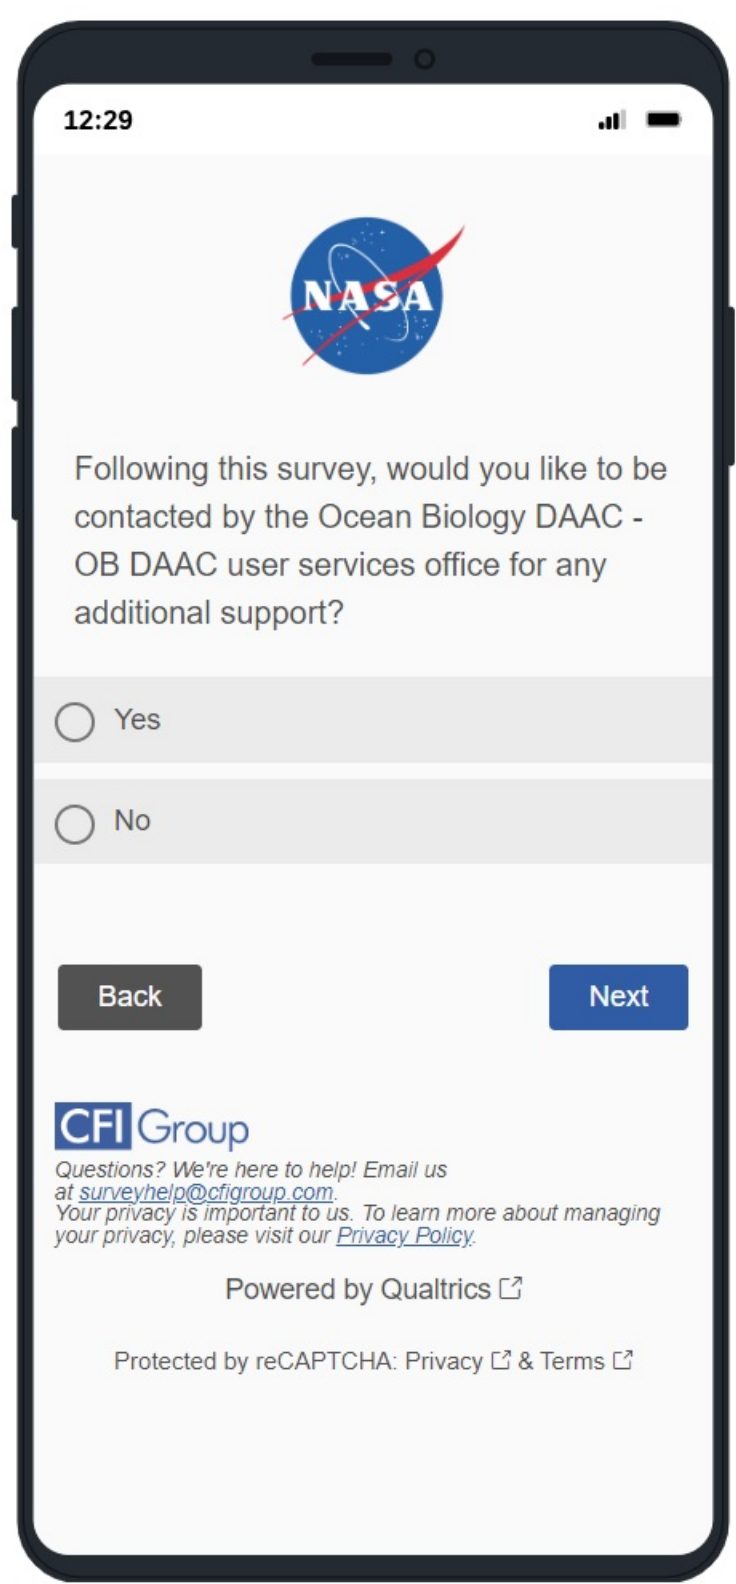 12:29
NASA
Following this survey, would you like to be
contacted by the Ocean Biology DAAC -
OB DAAC user services office for any
additional support?
Yes
No
Back
Next
CFI Group
Questions? We're here to help! Email us
at surveyhelp@cfigroup.com.
Your privacy is important to us. To learn more about managing
your privacy, please visit our Privacy Policy.
Powered by Qualtrics
Protected by reCAPTCHA: Privacy & Terms